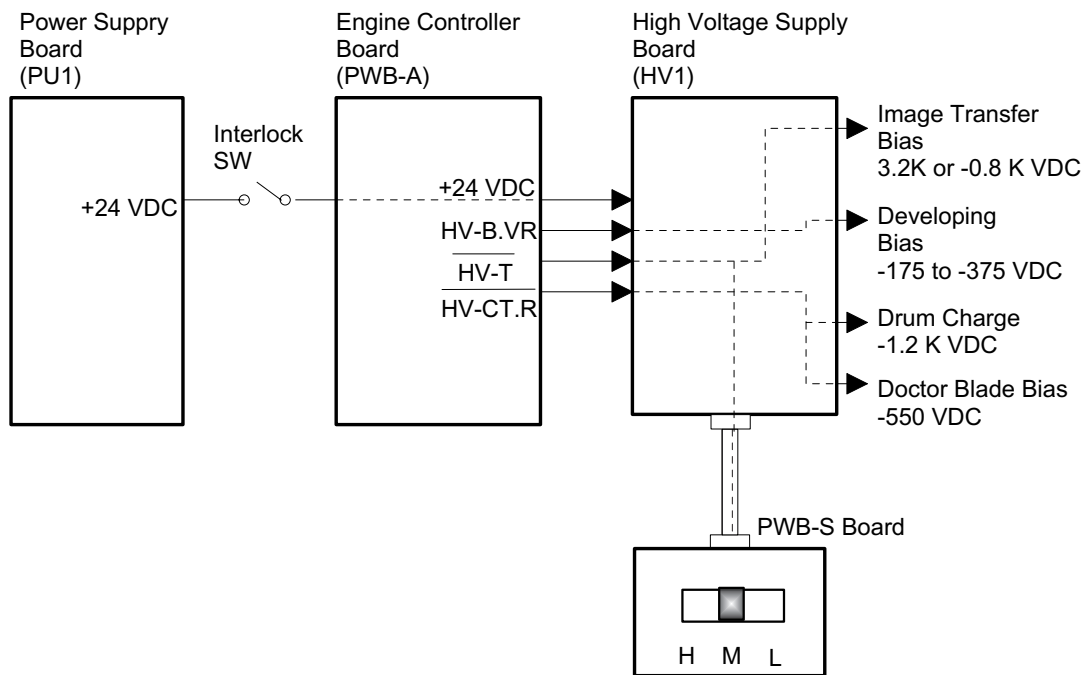 Power Suppry
Board
(PU1)
Engine Controller
Board
(PWB-A)
High Voltage Supply
Board
(HV1)
Interlock
SW
+24 VDC
+24 VDC
HV-B.VR
HV-T
HV-CT.R
Image Transfer
Bias
3.2K or -0.8 K VDC
Developing
Bias
-175 to -375 VDC
Drum Charge
-1.2 K VDC
Doctor Blade Bias
-550 VDC
PWB-S Board
H M L